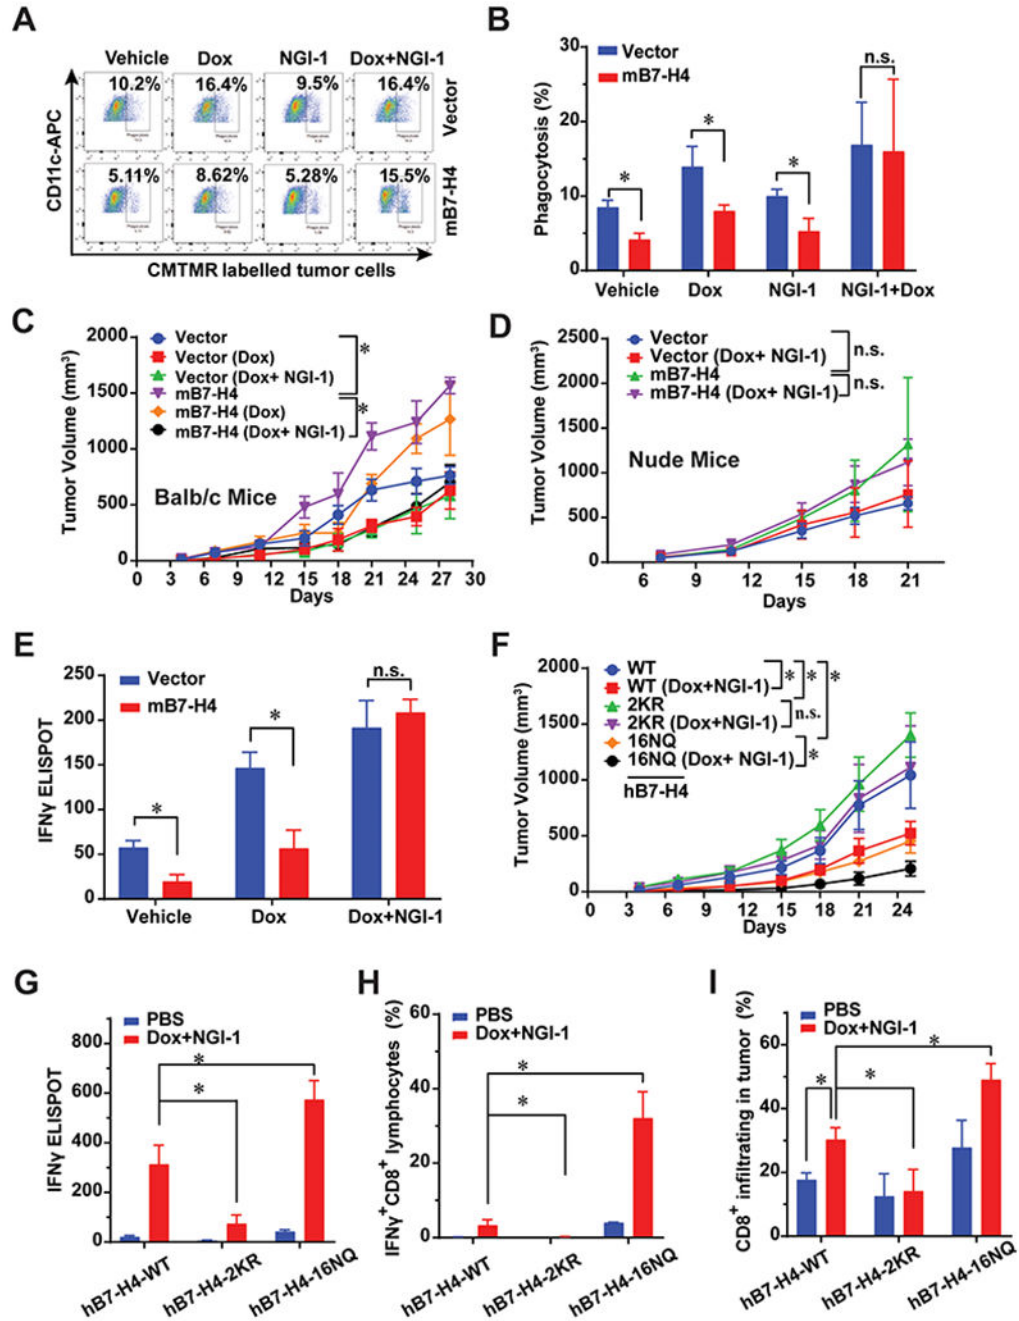 A
Vehicle Dox NGI-1 Dox+NGI-1
10.2% 16.4% 9.5% 16.4%
Vector
5.11% 8.62% 5.28% 15.5%
mB7-H4
CD11c-APC
CMTMR labelled tumor cells
B
Vector
mB7-H4
Phagocytosis (%)
30
20
10
0
* * * n.s.
Vehicle Dox NGI-1 NGI-1+Dox
C
Tumor Volume (mm³)
2000
1500
1000
500
0
Vector
Vector (Dox)
Vector (Dox+ NGI-1)
mB7-H4
mB7-H4 (Dox)
mB7-H4 (Dox+ NGI-1)
*
*
Balb/c Mice
0 3 6 9 12 15 18 21 25 28 30
Days
D
Tumor Volume (mm³)
2500
2000
1500
1000
500
0
Vector
Vector (Dox+ NGI-1)
mB7-H4
mB7-H4 (Dox+ NGI-1)
n.s.
n.s.
Nude Mice
6 9 12 15 18 21
Days
E
IFNγ ELISPOT
250
200
150
100
50
0
Vector
mB7-H4
* * n.s.
Vehicle Dox Dox+NGI-1
F
Tumor Volume (mm³)
2000
1500
1000
500
0
WT
WT (Dox+NGI-1)
2KR
2KR (Dox+NGI-1)
16NQ
16NQ (Dox+ NGI-1)
hB7-H4
* * *
n.s.
*
0 3 6 9 12 15 18 21 24
Days
G
IFNγ ELISPOT
800
600
400
200
0
PBS
Dox+NGI-1
*
*
hB7-H4-WT hB7-H4-2KR hB7-H4-16NQ
H
IFNγ⁺CD8⁺ lymphocytes (%)
60
40
20
0
PBS
Dox+NGI-1
*
*
hB7-H4-WT hB7-H4-2KR hB7-H4-16NQ
I
CD8⁺ infiltrating in tumor (%)
60
40
20
0
PBS
Dox+NGI-1
*
* *
hB7-H4-WT hB7-H4-2KR hB7-H4-16NQ